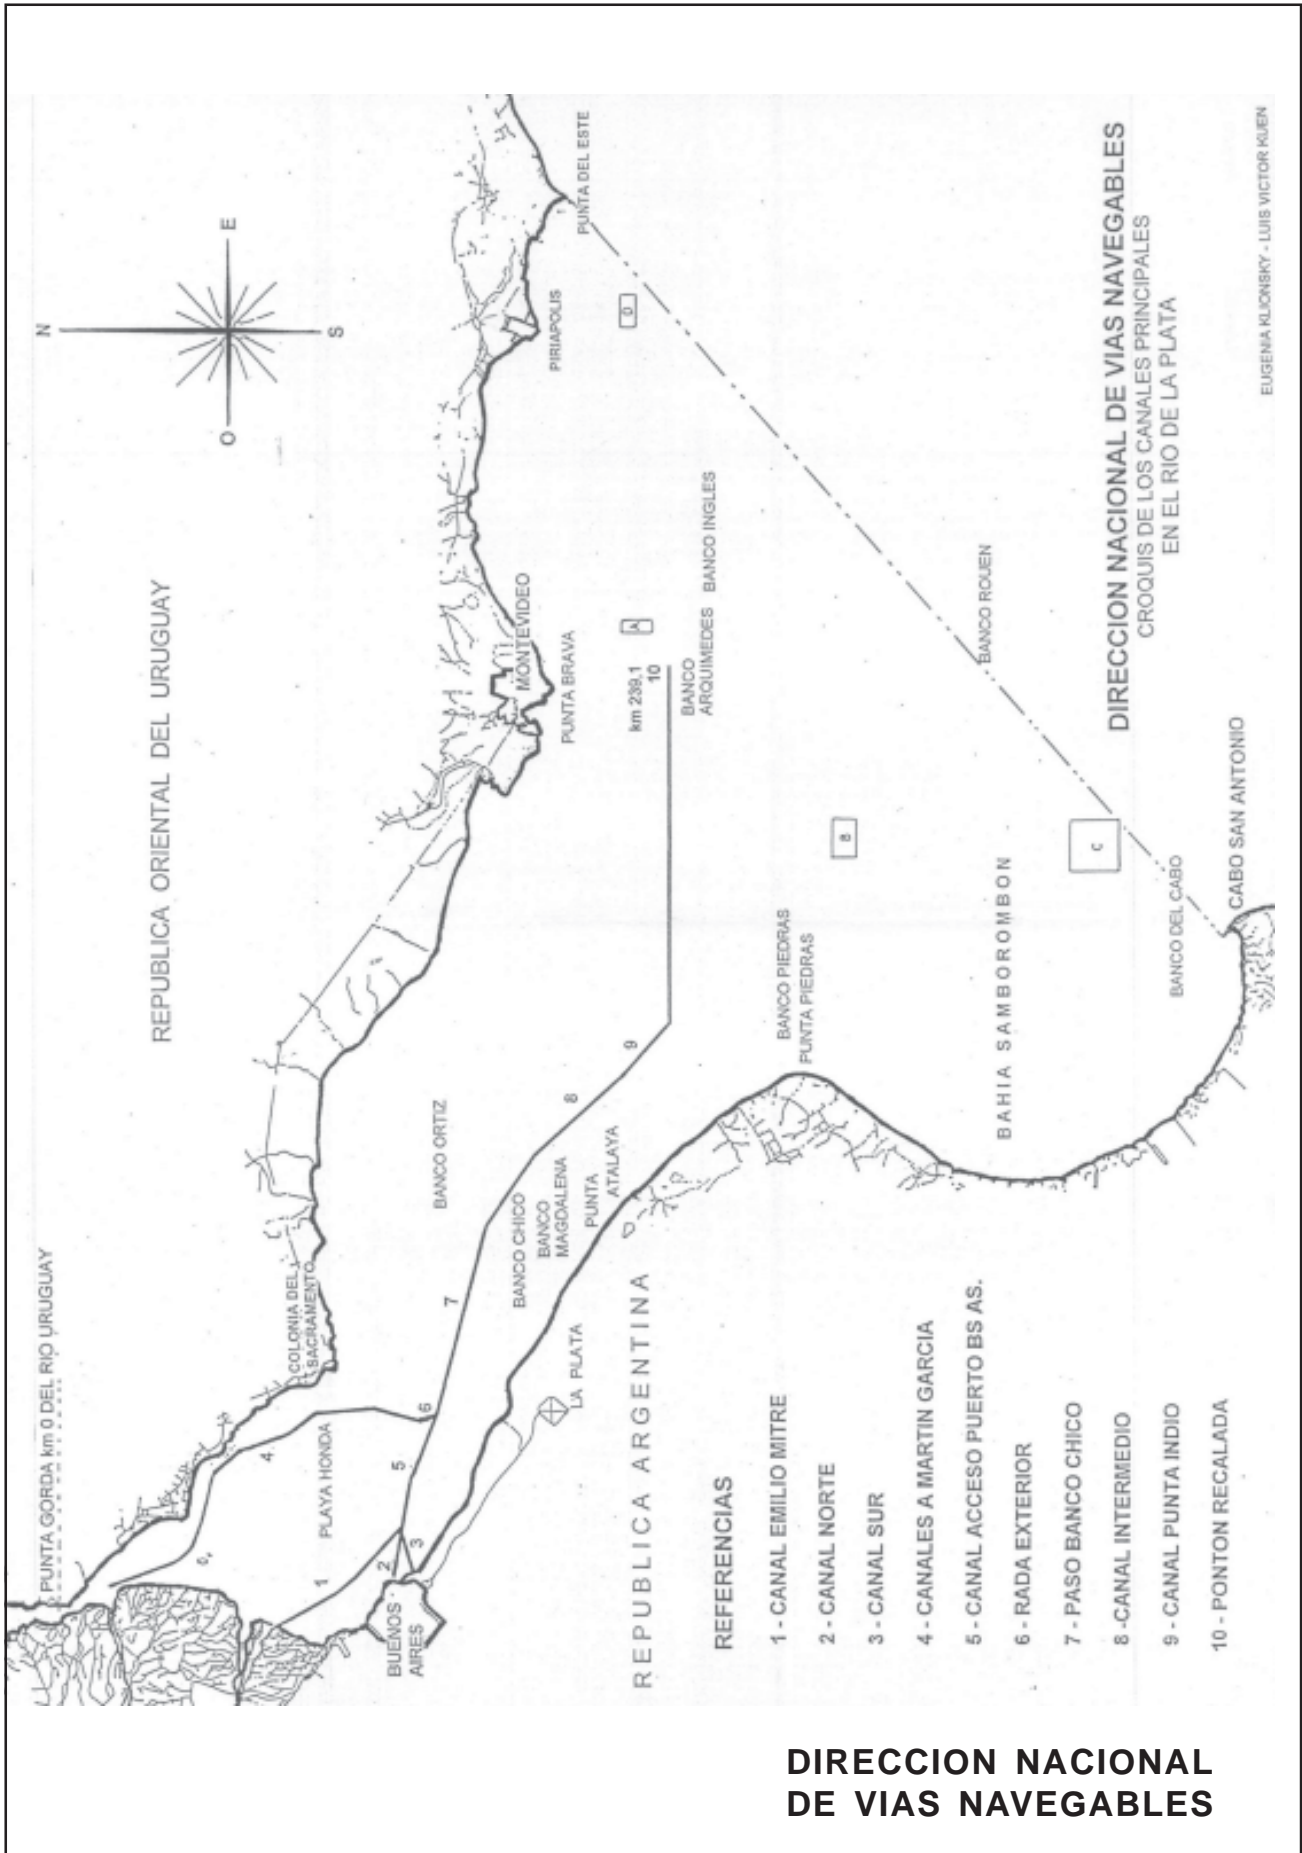 N
O
E
S
REPUBLICA ORIENTAL DEL URUGUAY
PUNTA GORDA km 0 DEL RIO URUGUAY
COLONIA DEL
SACRAMENTO
MONTEVIDEO
PUNTA BRAVA
PIRIAPOLIS
PUNTA DEL ESTE
PLAYA HONDA
4
1
2
3
5
6
7
8
9
km 239,1
10
A
B
C
D
BUENOS
AIRES
LA PLATA
BANCO ORTIZ
BANCO CHICO
BANCO
MAGDALENA
PUNTA
ATALAYA
BANCO
ARQUIMEDES
BANCO INGLES
BANCO PIEDRAS
PUNTA PIEDRAS
BANCO ROUEN
BAHIA SAMBOROMBON
BANCO DEL CABO
CABO SAN ANTONIO
REPUBLICA ARGENTINA
REFERENCIAS
1 - CANAL EMILIO MITRE
2 - CANAL NORTE
3 - CANAL SUR
4 - CANALES A MARTIN GARCIA
5 - CANAL ACCESO PUERTO BS AS.
6 - RADA EXTERIOR
7 - PASO BANCO CHICO
8 -CANAL INTERMEDIO
9 - CANAL PUNTA INDIO
10 - PONTON RECALADA
DIRECCION NACIONAL DE VIAS NAVEGABLES
CROQUIS DE LOS CANALES PRINCIPALES
EN EL RIO DE LA PLATA
EUGENIA KLIONSKY - LUIS VICTOR KUEN
DIRECCION NACIONAL
DE VIAS NAVEGABLES